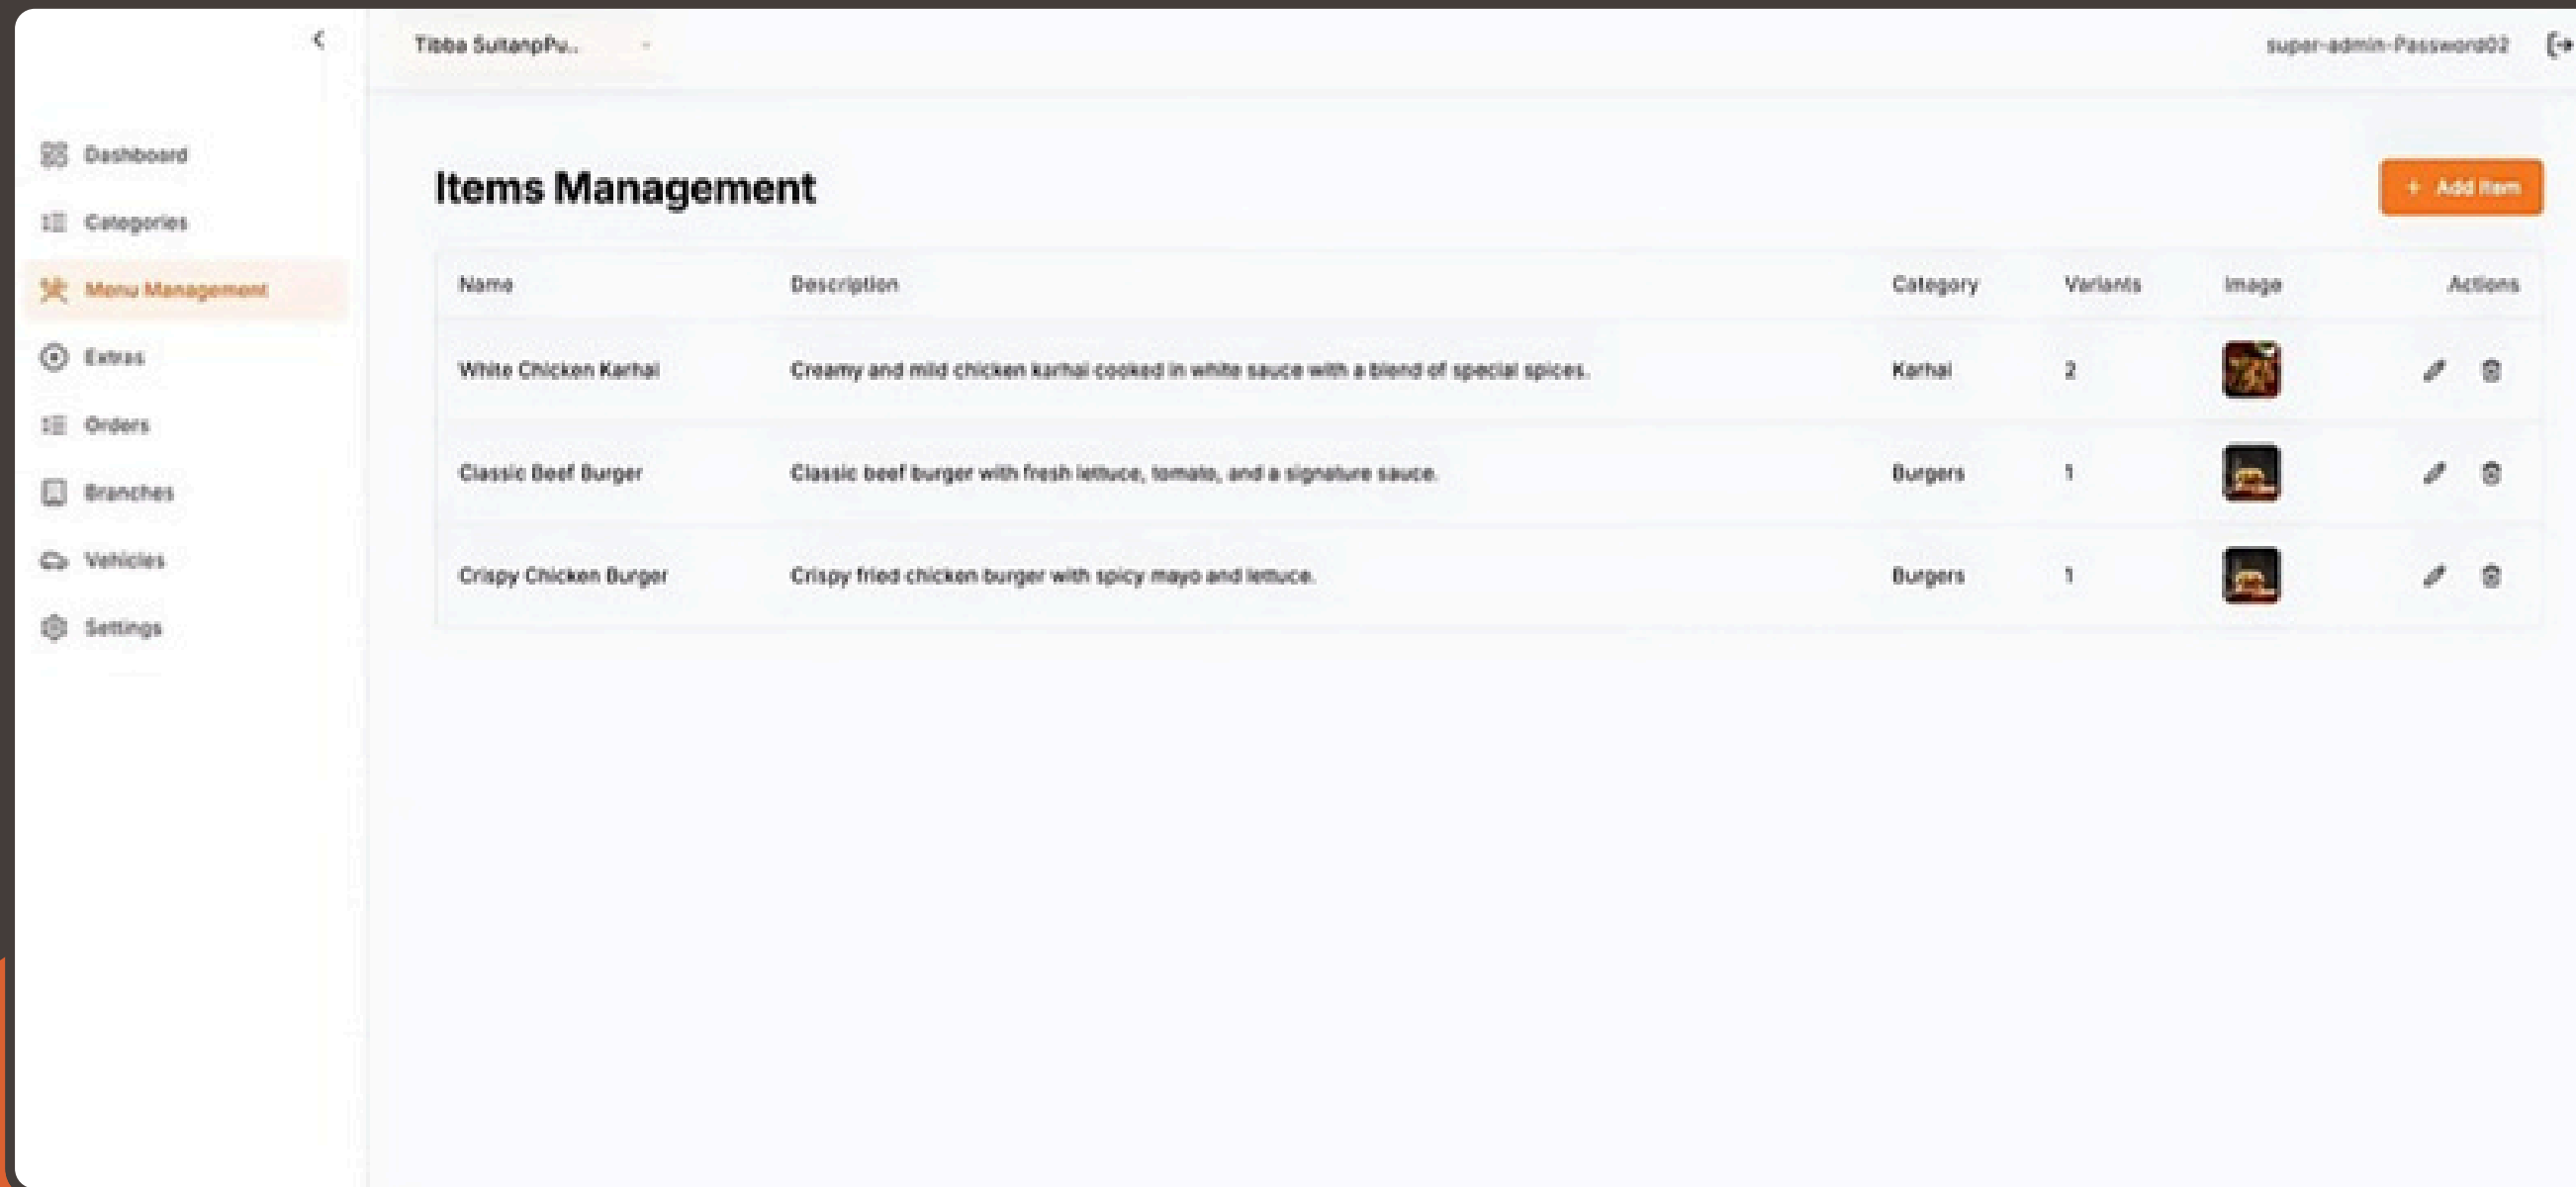 Tibba SultanpPu..
super-admin-Password02
Dashboard
Categories
Menu Management
Extras
Orders
Branches
Vehicles
Settings
Items Management
+ Add Item
Name Description Category Variants Image Actions
White Chicken Karhai Creamy and mild chicken karhai cooked in white sauce with a blend of special spices. Karhai 2
Classic Beef Burger Classic beef burger with fresh lettuce, tomato, and a signature sauce. Burgers 1
Crispy Chicken Burger Crispy fried chicken burger with spicy mayo and lettuce. Burgers 1